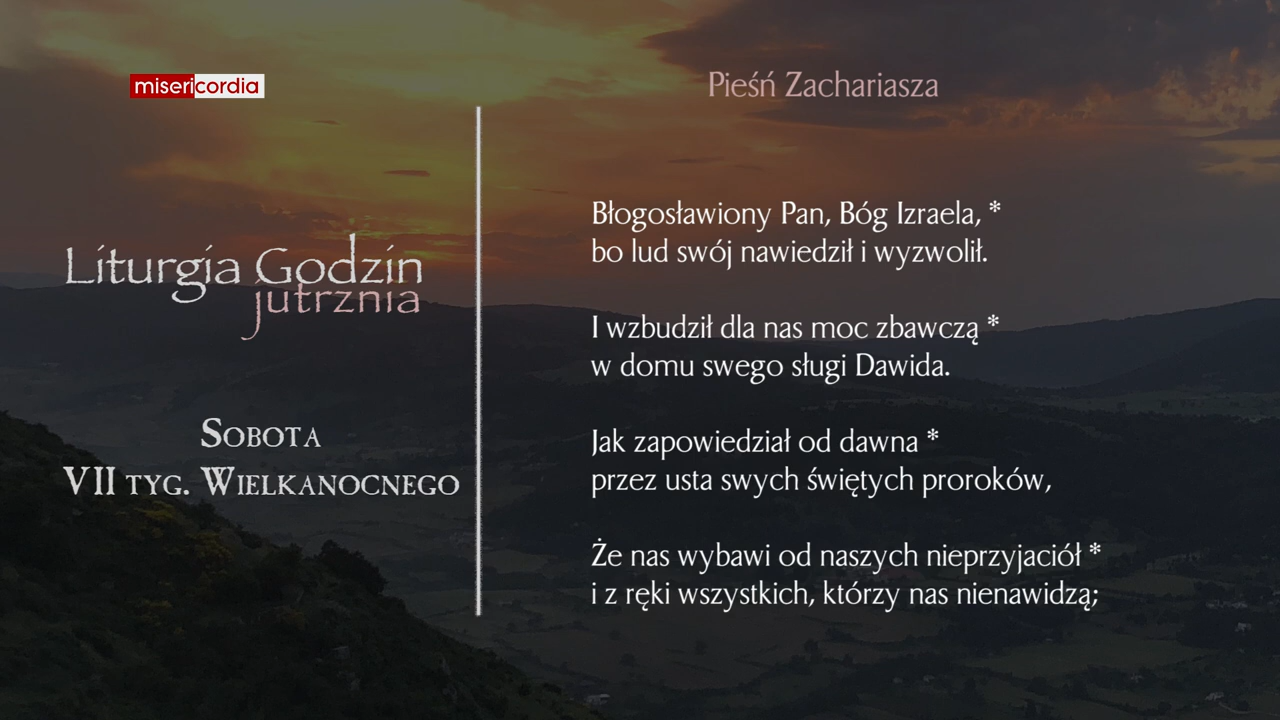 misericordia
Liturgia Godzin
jutrznia
Sobota
VII tyg. Wielkanocnego
Pieśń Zachariasza
Błogosławiony Pan, Bóg Izraela, *
bo lud swój nawiedził i wyzwolił.
I wzbudził dla nas moc zbawczą *
w domu swego sługi Dawida.
Jak zapowiedział od dawna *
przez usta swych świętych proroków,
Że nas wybawi od naszych nieprzyjaciół *
i z ręki wszystkich, którzy nas nienawidzą;